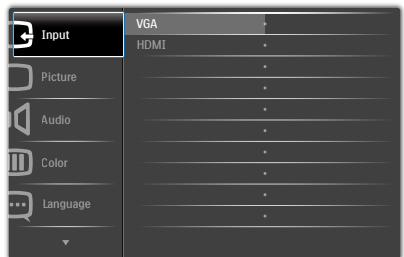 Input
Picture
Audio
Color
Language
VGA
HDMI